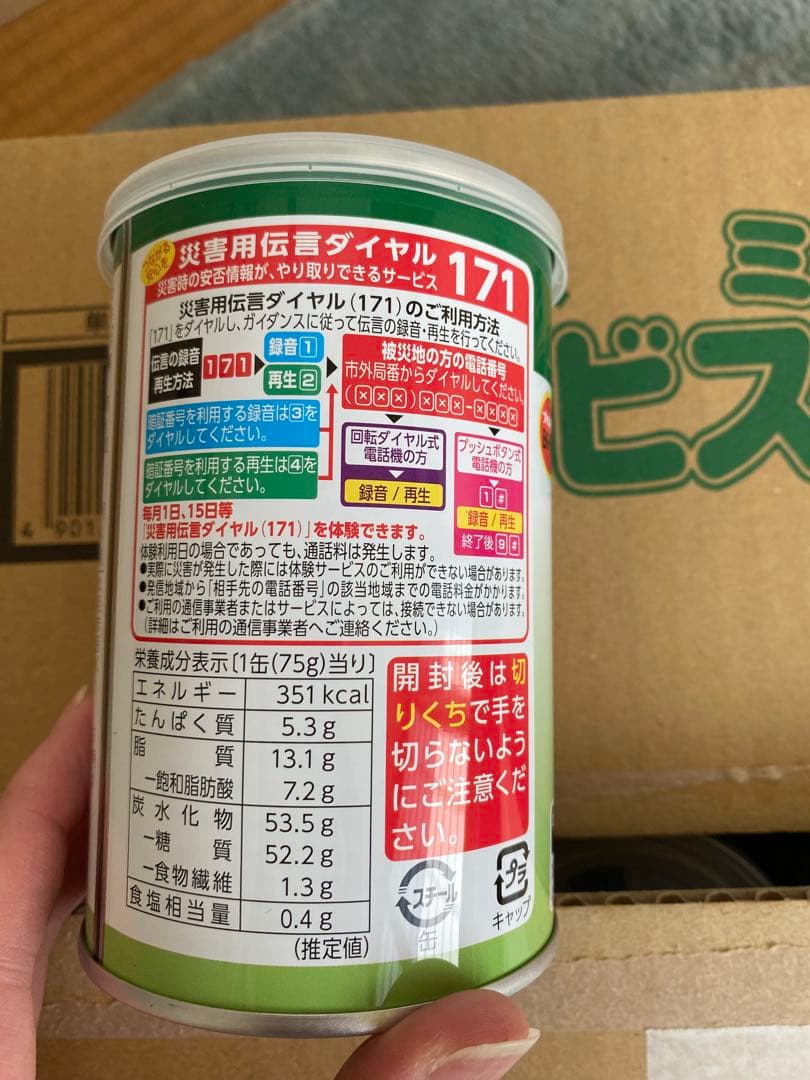 つながる
安心を
災害用伝言ダイヤル
災害時の安否情報が、やり取りできるサービス
171
災害用伝言ダイヤル(171)のご利用方法
「171」をダイヤルし、ガイダンスに従って伝言の録音・再生を行ってください。
伝言の録音
再生方法
171
録音1
再生2
被災地の方の電話番号
市外局番からダイヤルしてください。
(×××)×××-××××
暗証番号を利用する録音は3を
ダイヤルしてください。
暗証番号を利用する再生は4を
ダイヤルしてください。
回転ダイヤル式
電話機の方
録音/再生
プッシュボタン式
電話機の方
1#
録音/再生
終了後9#
毎月1日、15日等
「災害用伝言ダイヤル(171)」を体験できます。
体験利用日の場合であっても、通話料は発生します。
●実際に災害が発生した際には体験サービスのご利用ができない場合があります。
●発信地域から「相手先の電話番号」の該当地域までの電話料金がかかります。
●ご利用の通信事業者またはサービスによっては、接続できない場合があります。
(詳細はご利用の通信事業者へご連絡ください。)
栄養成分表示〔1缶(75g)当り〕
エネルギー 351kcal
たんぱく質 5.3g
脂質 13.1g
―飽和脂肪酸 7.2g
炭水化物 53.5g
―糖質 52.2g
―食物繊維 1.3g
食塩相当量 0.4g
(推定値)
開封後は切
りくちで手を
切らないよう
にご注意くだ
さい。
スチール
缶
プラ
キャップ
ミ
ビス
4 901